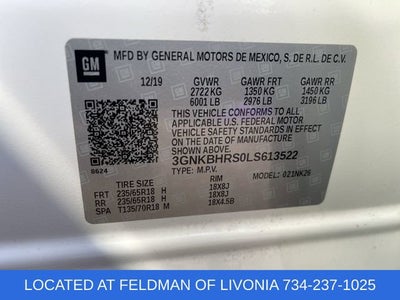 GM
MFD BY GENERAL MOTORS DE MEXICO, S. DE R.L. DE C.V.
12/19 GVWR GAWR FRT GAWR RR
2722 KG 1350 KG 1450 KG
6001 LB 2976 LB 3196 LB
THIS VEHICLE CONFORMS TO ALL APPLICABLE
U.S. FEDERAL MOTOR VEHICLE
SAFETY STANDARDS IN EFFECT ON THE
DATE OF MANUFACTURE SHOWN ABOVE.
3GNKBHRS0LS613522
TYPE: M.P.V. MODEL: 021NK26
8624
TIRE SIZE RIM
FRT 235/65R18 H 18X8J
RR 235/65R18 H 18X8J
SPA T135/70R18 M 18X4.5B
LOCATED AT FELDMAN OF LIVONIA 734-237-1025